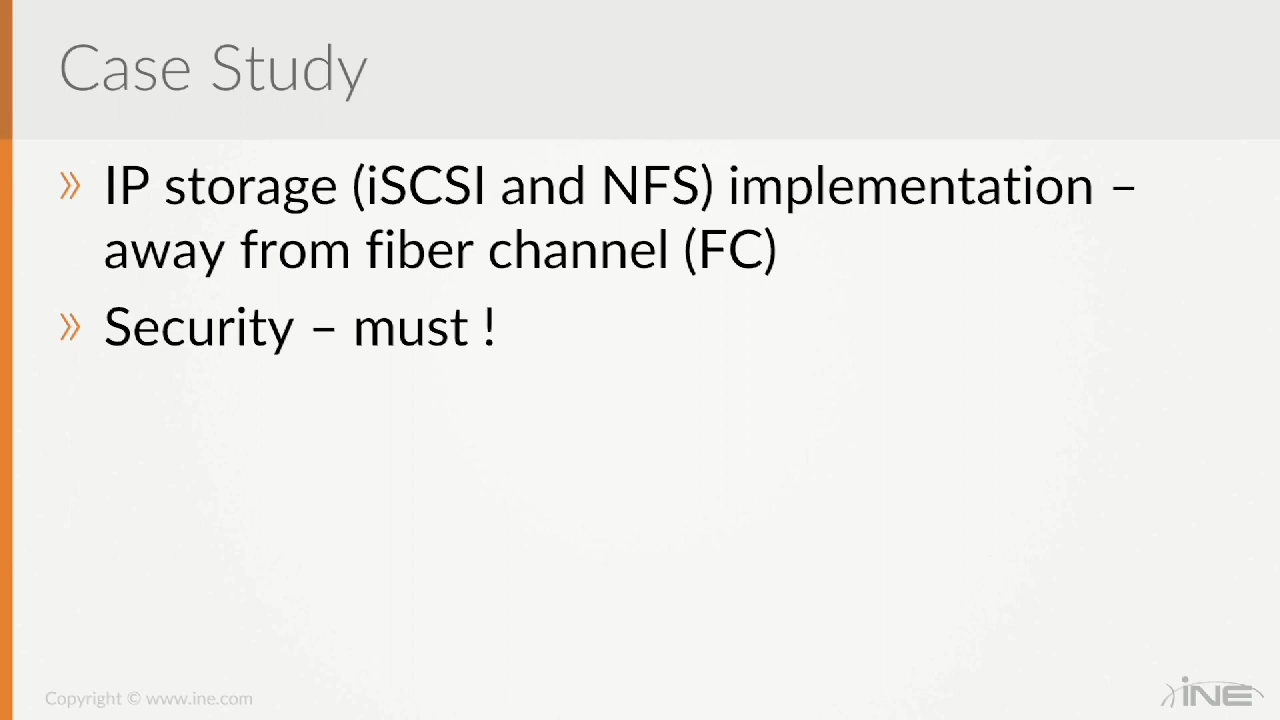 Case Study
» IP storage (iSCSI and NFS) implementation –
away from fiber channel (FC)
» Security – must !
Copyright © www.ine.com
iNE